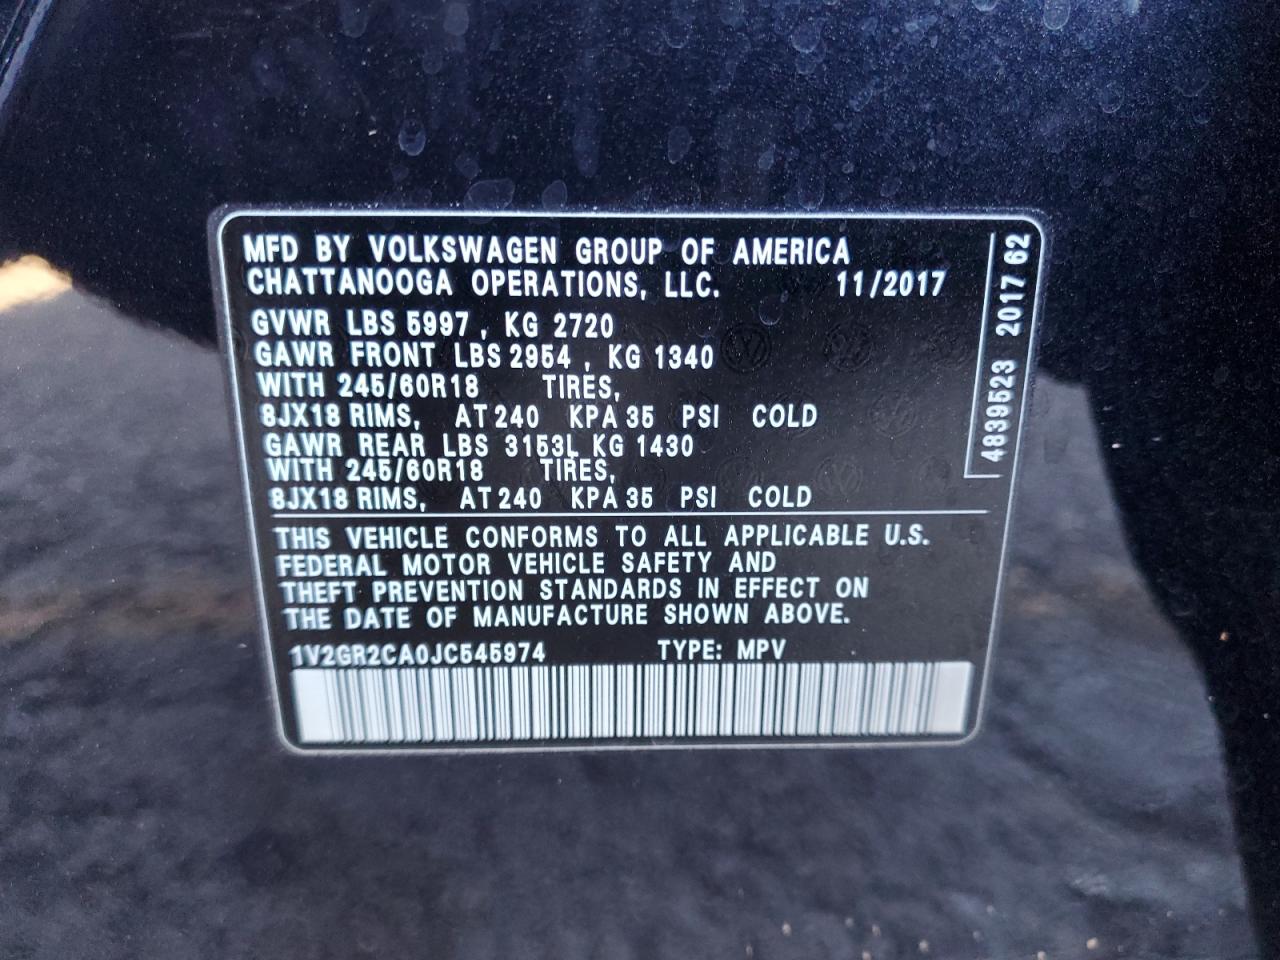 MFD BY VOLKSWAGEN GROUP OF AMERICA
CHATTANOOGA OPERATIONS, LLC. 11/2017
GVWR LBS 5997, KG 2720
GAWR FRONT LBS 2954, KG 1340
WITH 245/60R18 TIRES,
8JX18 RIMS, AT 240 KPA 35 PSI COLD
GAWR REAR LBS 3153L KG 1430
WITH 245/60R18 TIRES,
8JX18 RIMS, AT 240 KPA 35 PSI COLD
THIS VEHICLE CONFORMS TO ALL APPLICABLE U.S.
FEDERAL MOTOR VEHICLE SAFETY AND
THEFT PREVENTION STANDARDS IN EFFECT ON
THE DATE OF MANUFACTURE SHOWN ABOVE.
1V2GR2CA0JC545974 TYPE: MPV
4839523 2017 62